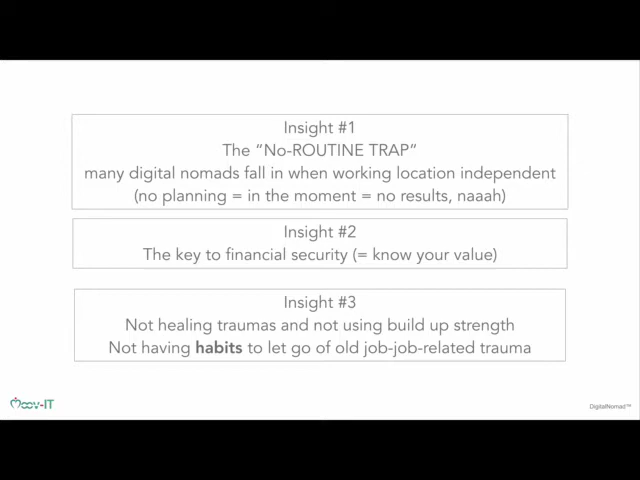 Insight #1
The “No-ROUTINE TRAP“
many digital nomads fall in when working location independent
(no planning = in the moment = no results, naaah)
Insight #2
The key to financial security (= know your value)
Insight #3
Not healing traumas and not using build up strength
Not having habits to let go of old job-job-related trauma
Moov-IT
DigitalNomad™